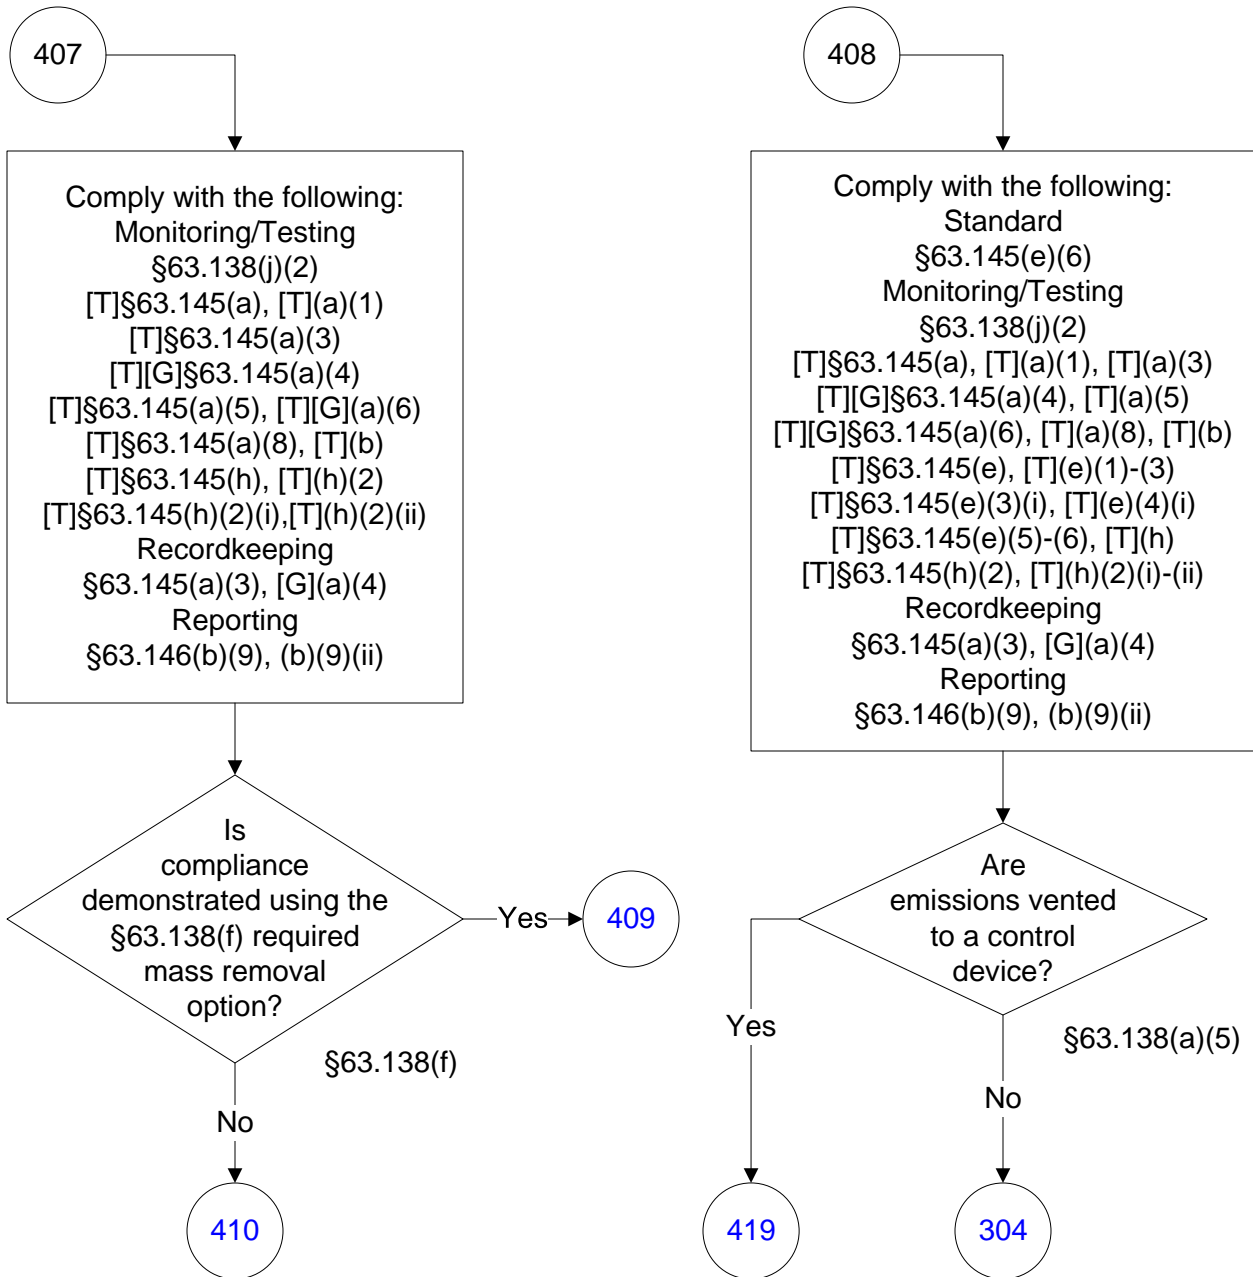 407
Comply with the following:
Monitoring/Testing
§63.138(j)(2)
[T]§63.145(a), [T](a)(1)
[T]§63.145(a)(3)
[T][G]§63.145(a)(4)
[T]§63.145(a)(5), [T][G](a)(6)
[T]§63.145(a)(8), [T](b)
[T]§63.145(h), [T](h)(2)
[T]§63.145(h)(2)(i),[T](h)(2)(ii)
Recordkeeping
§63.145(a)(3), [G](a)(4)
Reporting
§63.146(b)(9), (b)(9)(ii)
Is
compliance
demonstrated using the
§63.138(f) required
mass removal
option?
Yes
409
§63.138(f)
No
410
408
Comply with the following:
Standard
§63.145(e)(6)
Monitoring/Testing
§63.138(j)(2)
[T]§63.145(a), [T](a)(1), [T](a)(3)
[T][G]§63.145(a)(4), [T](a)(5)
[T][G]§63.145(a)(6), [T](a)(8), [T](b)
[T]§63.145(e), [T](e)(1)-(3)
[T]§63.145(e)(3)(i), [T](e)(4)(i)
[T]§63.145(e)(5)-(6), [T](h)
[T]§63.145(h)(2), [T](h)(2)(i)-(ii)
Recordkeeping
§63.145(a)(3), [G](a)(4)
Reporting
§63.146(b)(9), (b)(9)(ii)
Are
emissions vented
to a control
device?
Yes
§63.138(a)(5)
No
419
304